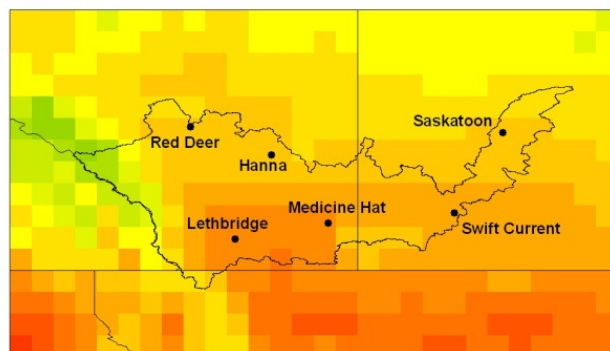 Saskatoon
Red Deer
Hanna
Medicine Hat
Lethbridge
Swift Current